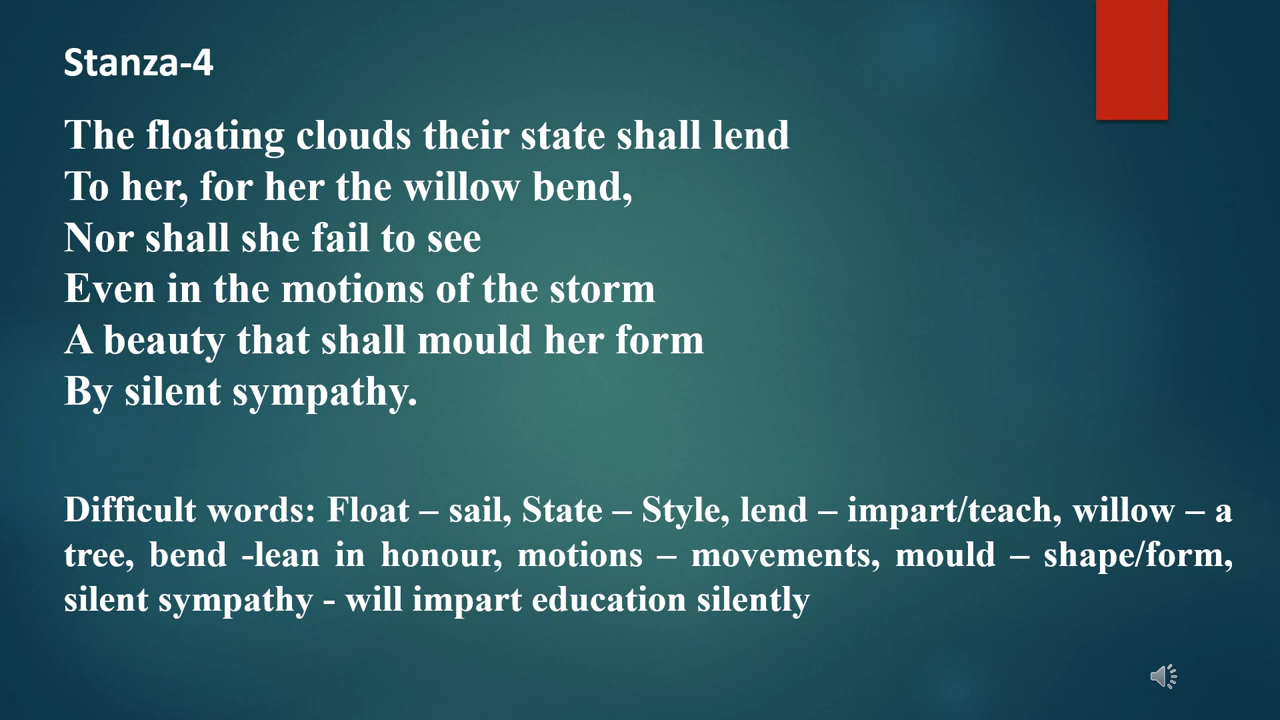 Stanza-4
The floating clouds their state shall lend
To her, for her the willow bend,
Nor shall she fail to see
Even in the motions of the storm
A beauty that shall mould her form
By silent sympathy.
Difficult words: Float – sail, State – Style, lend – impart/teach, willow – a
tree, bend -lean in honour, motions – movements, mould – shape/form,
silent sympathy - will impart education silently